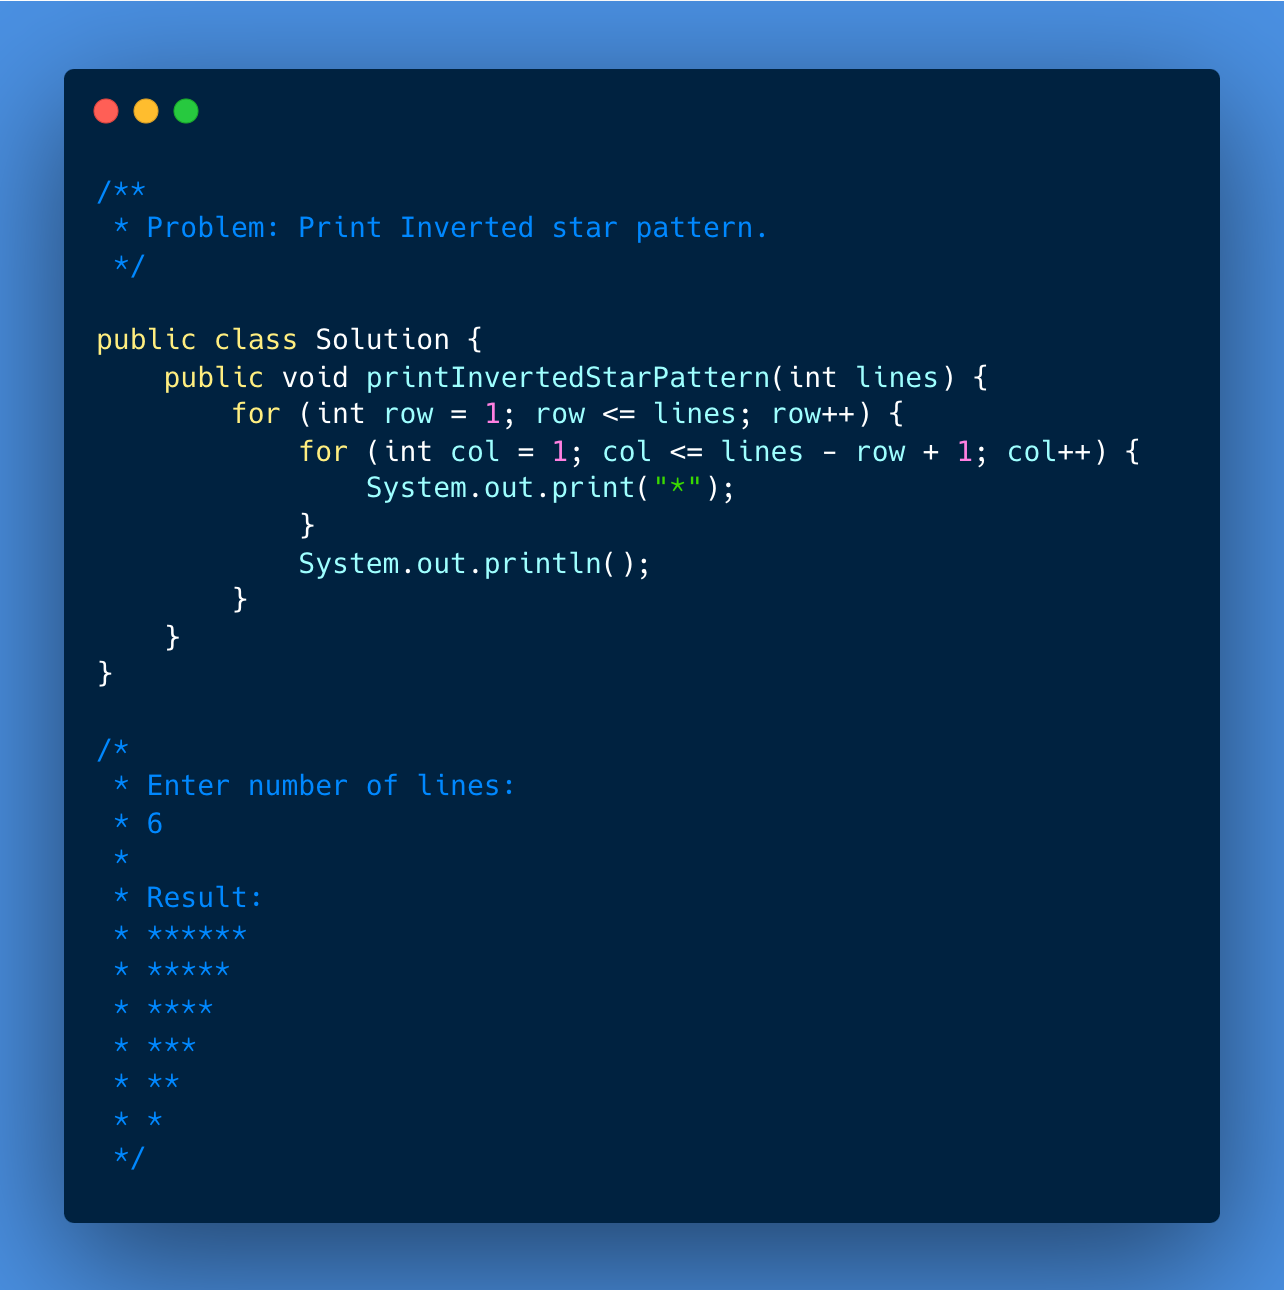 /**
 * Problem: Print Inverted star pattern.
 */

public class Solution {
    public void printInvertedStarPattern(int lines) {
        for (int row = 1; row <= lines; row++) {
            for (int col = 1; col <= lines - row + 1; col++) {
                System.out.print("*");
            }
            System.out.println();
        }
    }
}

/*
 * Enter number of lines:
 * 6
 *
 * Result:
 * ******
 * *****
 * ****
 * ***
 * **
 * *
 */